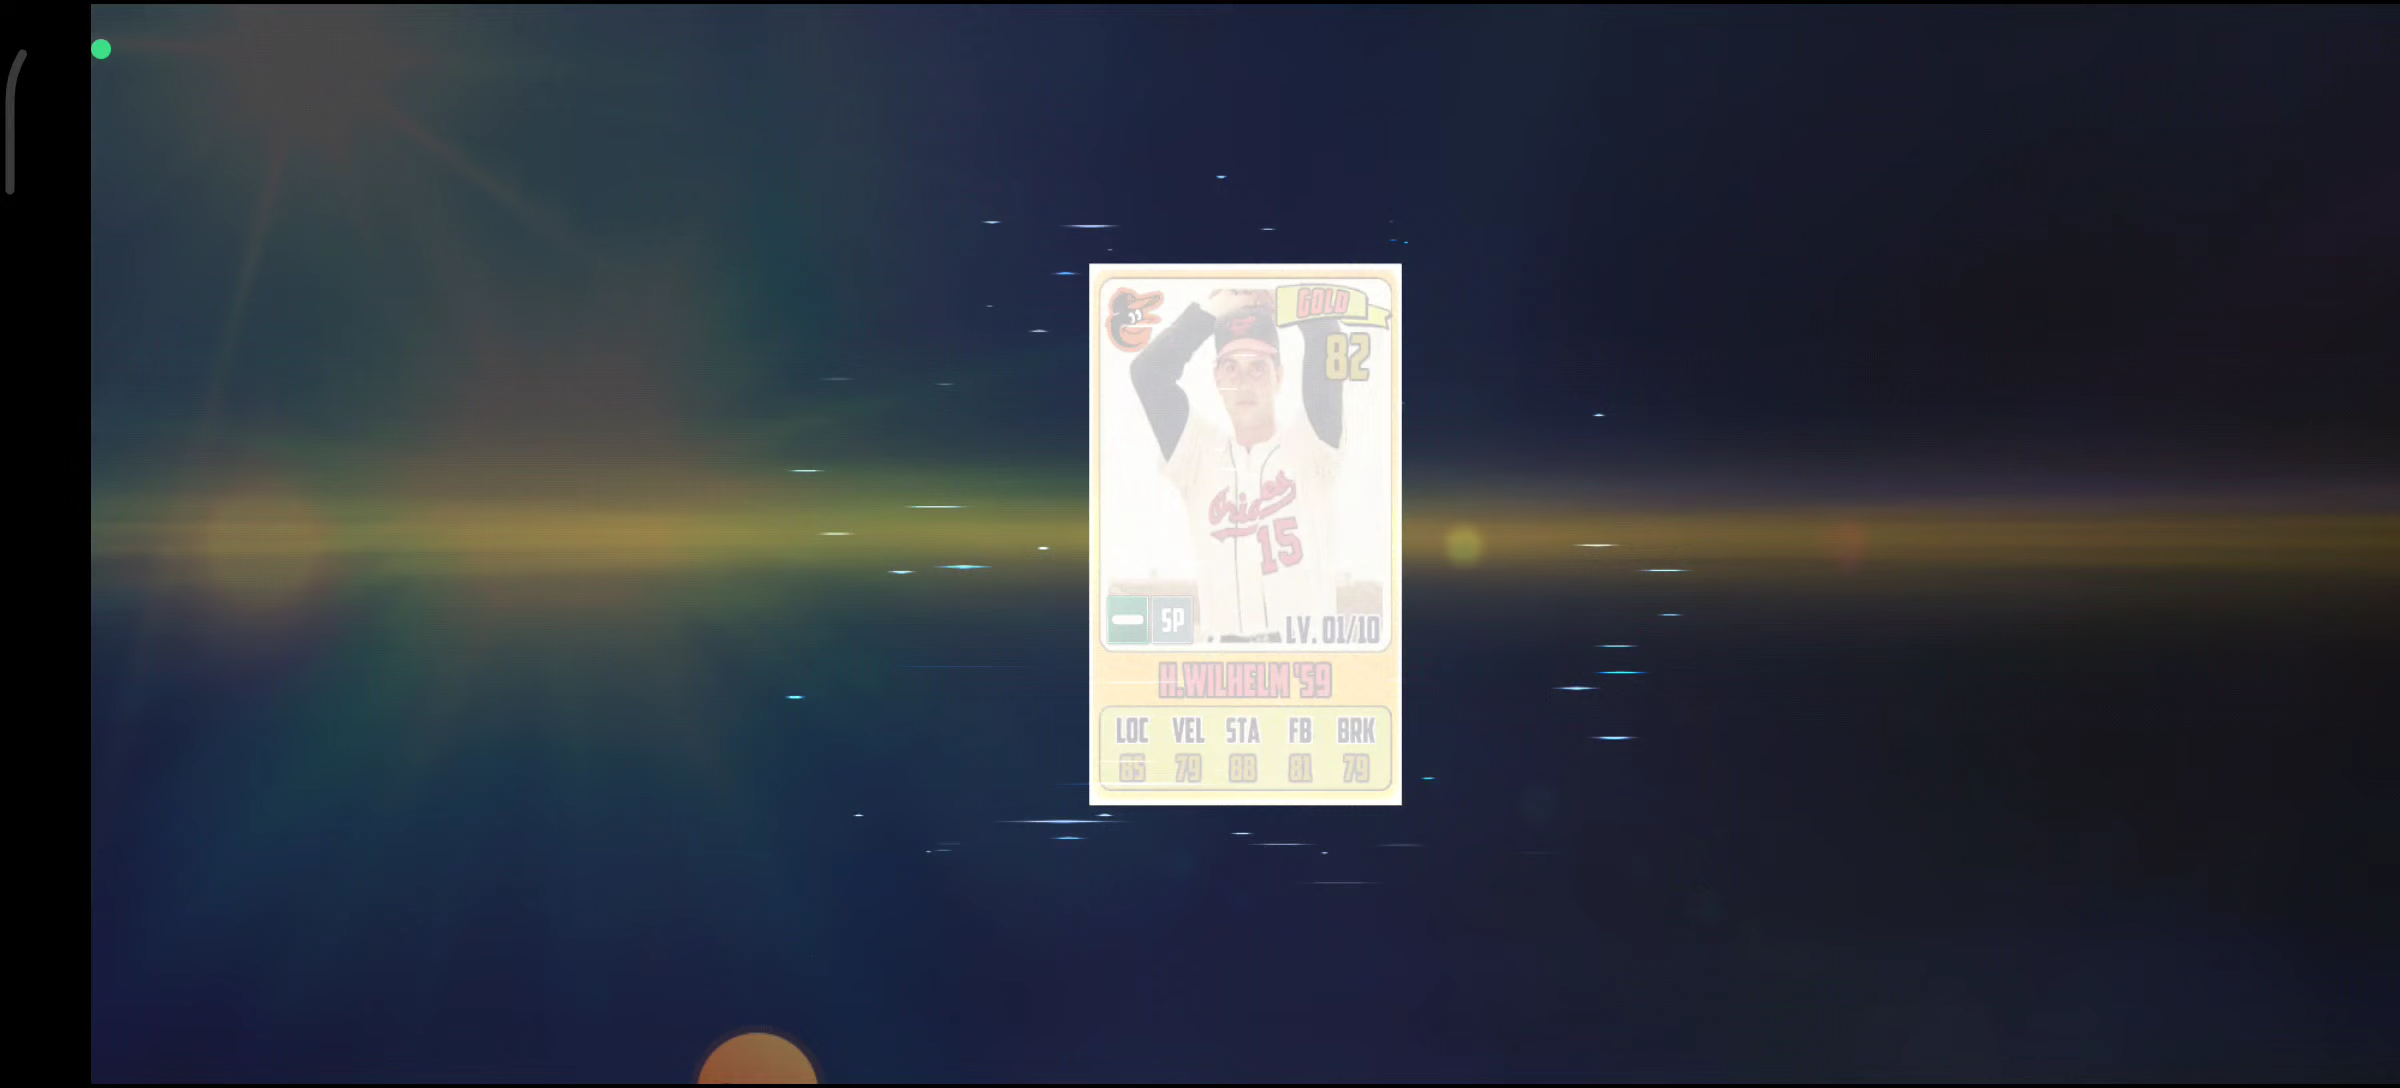 GOLD
82
Orioles
15
SP
LV. 01/10
H.WILHELM '59
LOC VEL STA FB BRK
85 79 88 81 79